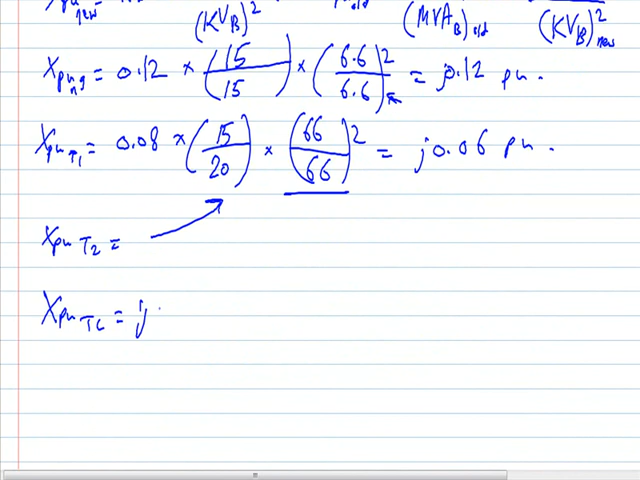 (KV_B)^2 (MVA_B)old (KV_B)^2 new
X_pu g = 0.12 × (15/15) × (6.6/6.6)^2 = j0.12 pu.
X_pu T1 = 0.08 × (15/20) × (66/66)^2 = j0.06 pu.
X_pu T2 =
X_pu TL = j